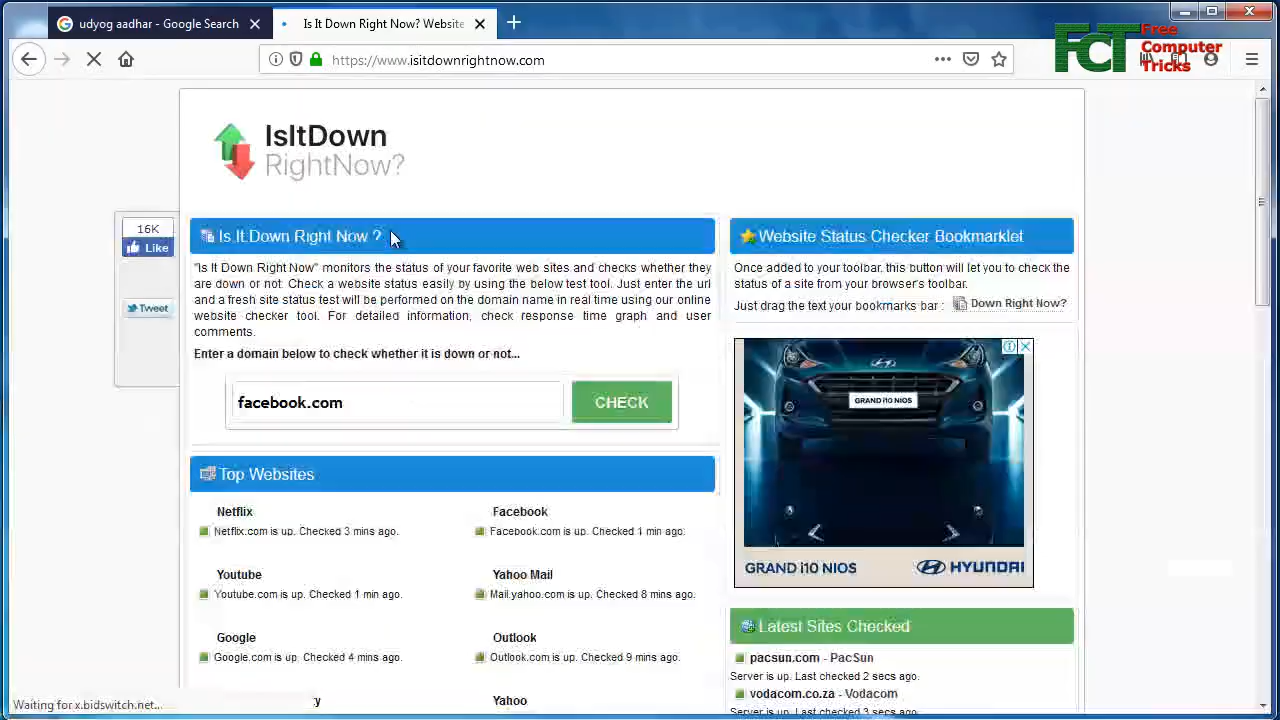 udyog aadhar - Google Search
Is It Down Right Now? Website
Free
Computer
Tricks
FCT
https://www.isitdownrightnow.com
IsItDown
RightNow?
16K
Like
Tweet
Is It Down Right Now ?
"Is It Down Right Now" monitors the status of your favorite web sites and checks whether they
are down or not. Check a website status easily by using the below test tool. Just enter the url
and a fresh site status test will be performed on the domain name in real time using our online
website checker tool. For detailed information, check response time graph and user
comments.
Enter a domain below to check whether it is down or not...
facebook.com
CHECK
Top Websites
Netflix
Netflix.com is up. Checked 3 mins ago.
Facebook
Facebook.com is up. Checked 1 min ago.
Youtube
Youtube.com is up. Checked 1 min ago.
Yahoo Mail
Mail.yahoo.com is up. Checked 8 mins ago.
Google
Google.com is up. Checked 4 mins ago.
Outlook
Outlook.com is up. Checked 9 mins ago.
Yahoo
Website Status Checker Bookmarklet
Once added to your toolbar, this button will let you to check the
status of a site from your browser's toolbar.
Just drag the text your bookmarks bar : Down Right Now?
GRAND i10 NIOS
GRAND i10 NIOS
HYUNDAI
Latest Sites Checked
pacsun.com - PacSun
Server is up. Last checked 2 secs ago.
vodacom.co.za - Vodacom
Server is up. Last checked 3 secs ago.
Waiting for x.bidswitch.net...